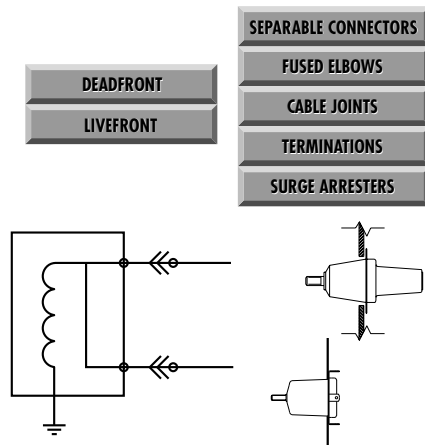 DEADFRONT
LIVEFRONT
SEPARABLE CONNECTORS
FUSED ELBOWS
CABLE JOINTS
TERMINATIONS
SURGE ARRESTERS